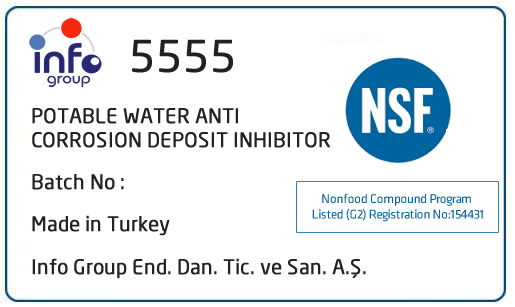 info
group
5555
POTABLE WATER ANTI
CORROSION DEPOSIT INHIBITOR
NSF®
Batch No :
Nonfood Compound Program
Listed (G2) Registration No:154431
Made in Turkey
Info Group End. Dan. Tic. ve San. A.Ş.